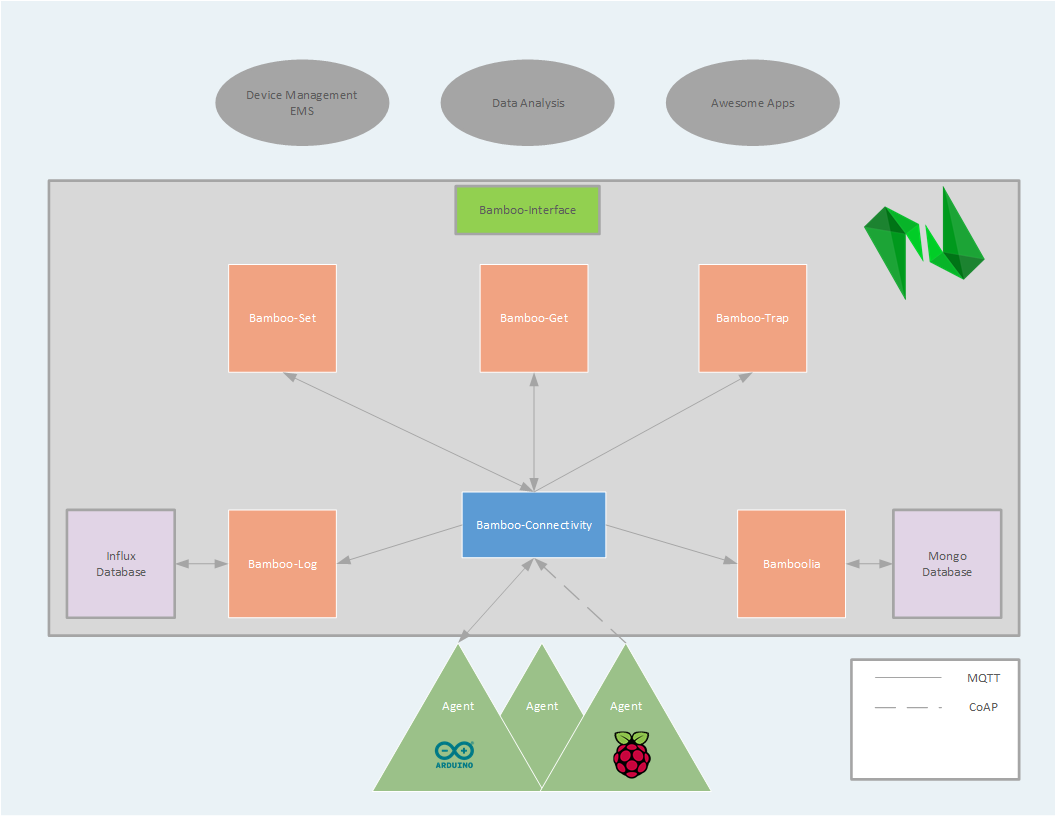 Device Management
EMS
Data Analysis
Awesome Apps
Bamboo-Interface
Bamboo-Set
Bamboo-Get
Bamboo-Trap
Bamboo-Connectivity
Influx
Database
Bamboo-Log
Bamboolia
Mongo
Database
Agent
Agent
Agent
ARDUINO
MQTT
CoAP